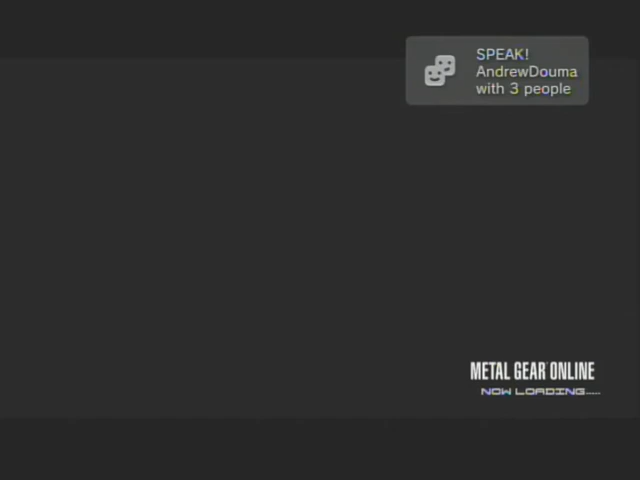 SPEAK!
AndrewDouma
with 3 people
METAL GEAR ONLINE
NOW LOADING.....